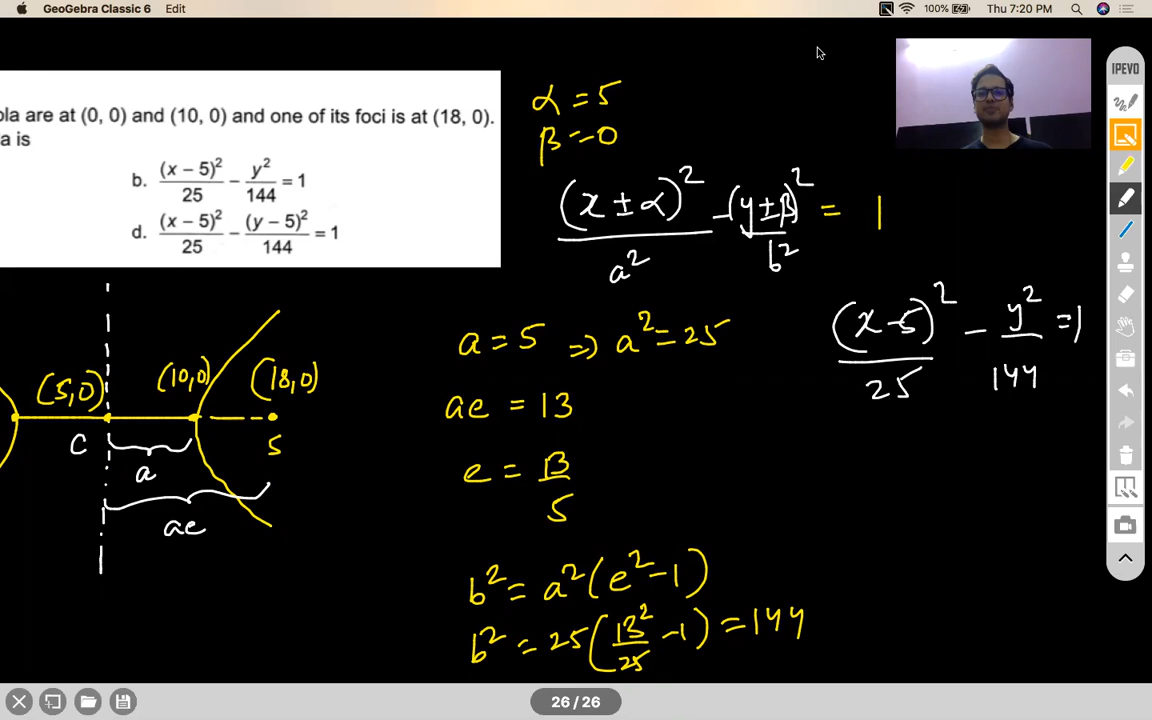 GeoGebra Classic 6 Edit 100% Thu 7:20 PM
IPEVO
ola are at (0, 0) and (10, 0) and one of its foci is at (18, 0).
a is
b. (x – 5)²/25 – y²/144 = 1
d. (x – 5)²/25 – (y – 5)²/144 = 1
α = 5
β = 0
(x ± α)²/a² – (y ± β)²/b² = 1
(5,0) (10,0) (18,0)
C S
a
ae
a = 5 ⇒ a² = 25
ae = 13
e = 13/5
b² = a² (e² – 1)
b² = 25 (13²/25 – 1) = 144
(x – 5)²/25 – y²/144 = 1
26 / 26